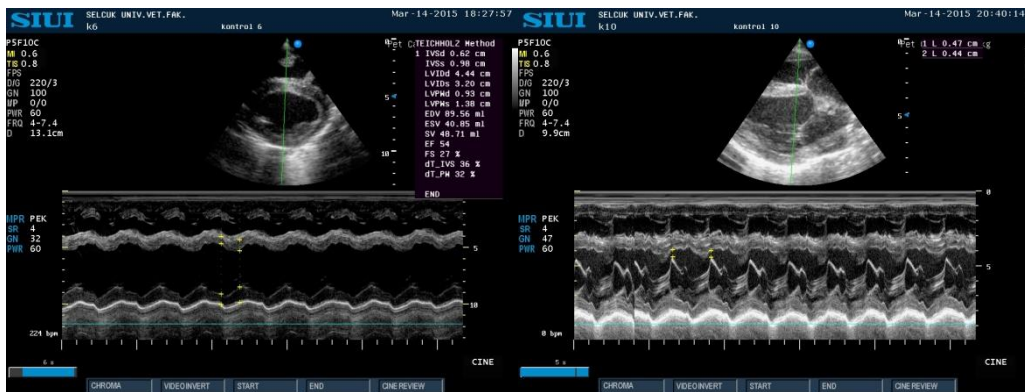 SIUI
SELCUK UNIV.VET.FAK.
Mar-14-2015 18:27:57
k6
Kontrol 6
P5F10C
MI 0.6
TIS 0.8
FPS
D/G 220/3
GN 100
WP 0/0
PWR 60
FRQ 4-7.4
D 13.1cm
TEICHHOLZ Method
1 IVSd 0.62 cm
IVSs 0.98 cm
LVIDd 4.44 cm
LVIDs 3.20 cm
LVPWd 0.93 cm
LVPWs 1.38 cm
EDV 89.56 ml
ESV 40.85 ml
SV 48.71 ml
EF 54
FS 27 %
dT_IVS 36 %
dT_PW 32 %
END
0
5
10
MPR PEK
SR 4
GN 32
PWR 60
5
10
224 bpm
6 s
CINE
CHROMA
VIDEO INVERT
START
END
CINE REVIEW
SIUI
SELCUK UNIV.VET.FAK.
Mar-14-2015 20:40:14
k10
Kontrol 10
P5F10C
MI 0.6
TIS 0.8
FPS
D/G 220/3
GN 100
WP 0/0
PWR 60
FRQ 4-7.4
D 9.9cm
1 L 0.47 cm
2 L 0.44 cm
5
MPR PEK
SR 4
GN 47
PWR 60
0
5
0 bpm
5 s
CINE
CHROMA
VIDEO INVERT
START
END
CINE REVIEW